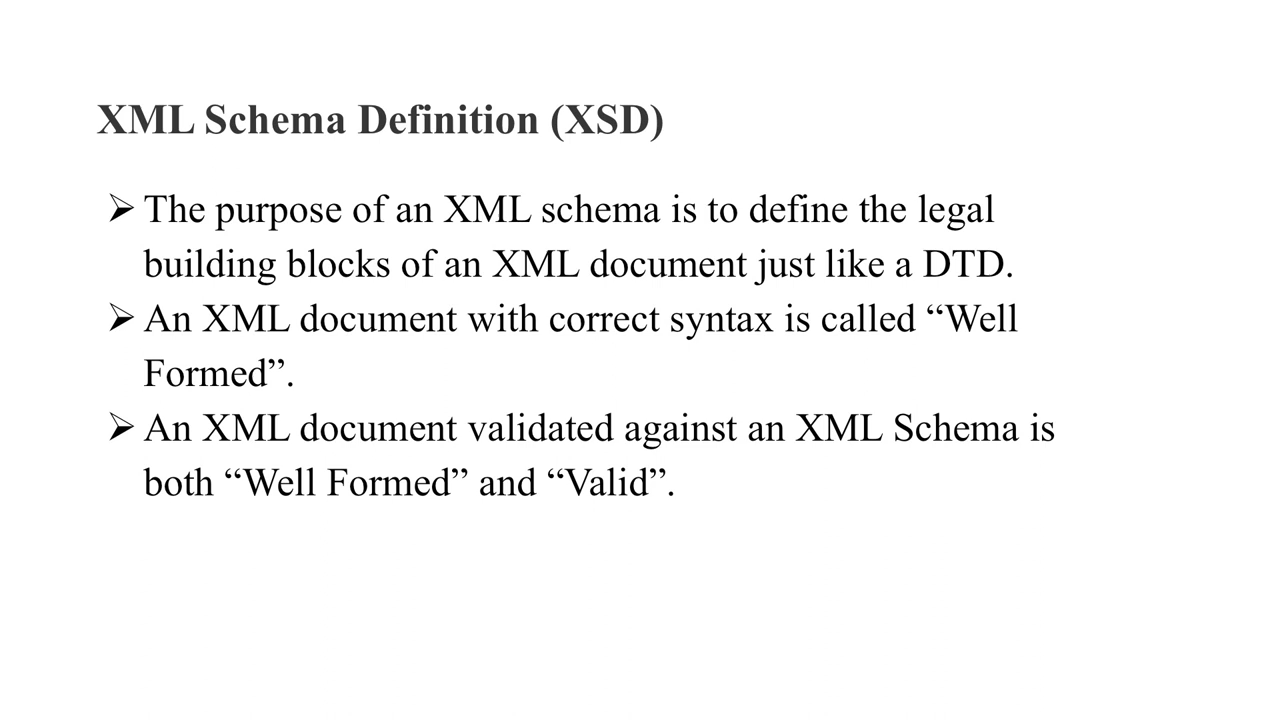 XML Schema Definition (XSD)
➢ The purpose of an XML schema is to define the legal
building blocks of an XML document just like a DTD.
➢ An XML document with correct syntax is called “Well
Formed”.
➢ An XML document validated against an XML Schema is
both “Well Formed” and “Valid”.